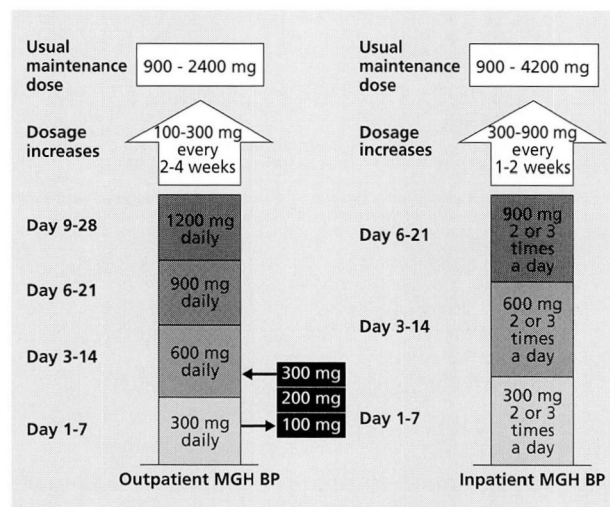 Usual
maintenance
dose
900 - 2400 mg
Dosage
increases
100-300 mg
every
2-4 weeks
Day 9-28
1200 mg
daily
Day 6-21
900 mg
daily
Day 3-14
600 mg
daily
Day 1-7
300 mg
daily
300 mg
200 mg
100 mg
Outpatient MGH BP
Usual
maintenance
dose
900 - 4200 mg
Dosage
increases
300-900 mg
every
1-2 weeks
Day 6-21
900 mg
2 or 3
times
a day
Day 3-14
600 mg
2 or 3
times
a day
Day 1-7
300 mg
2 or 3
times
a day
Inpatient MGH BP